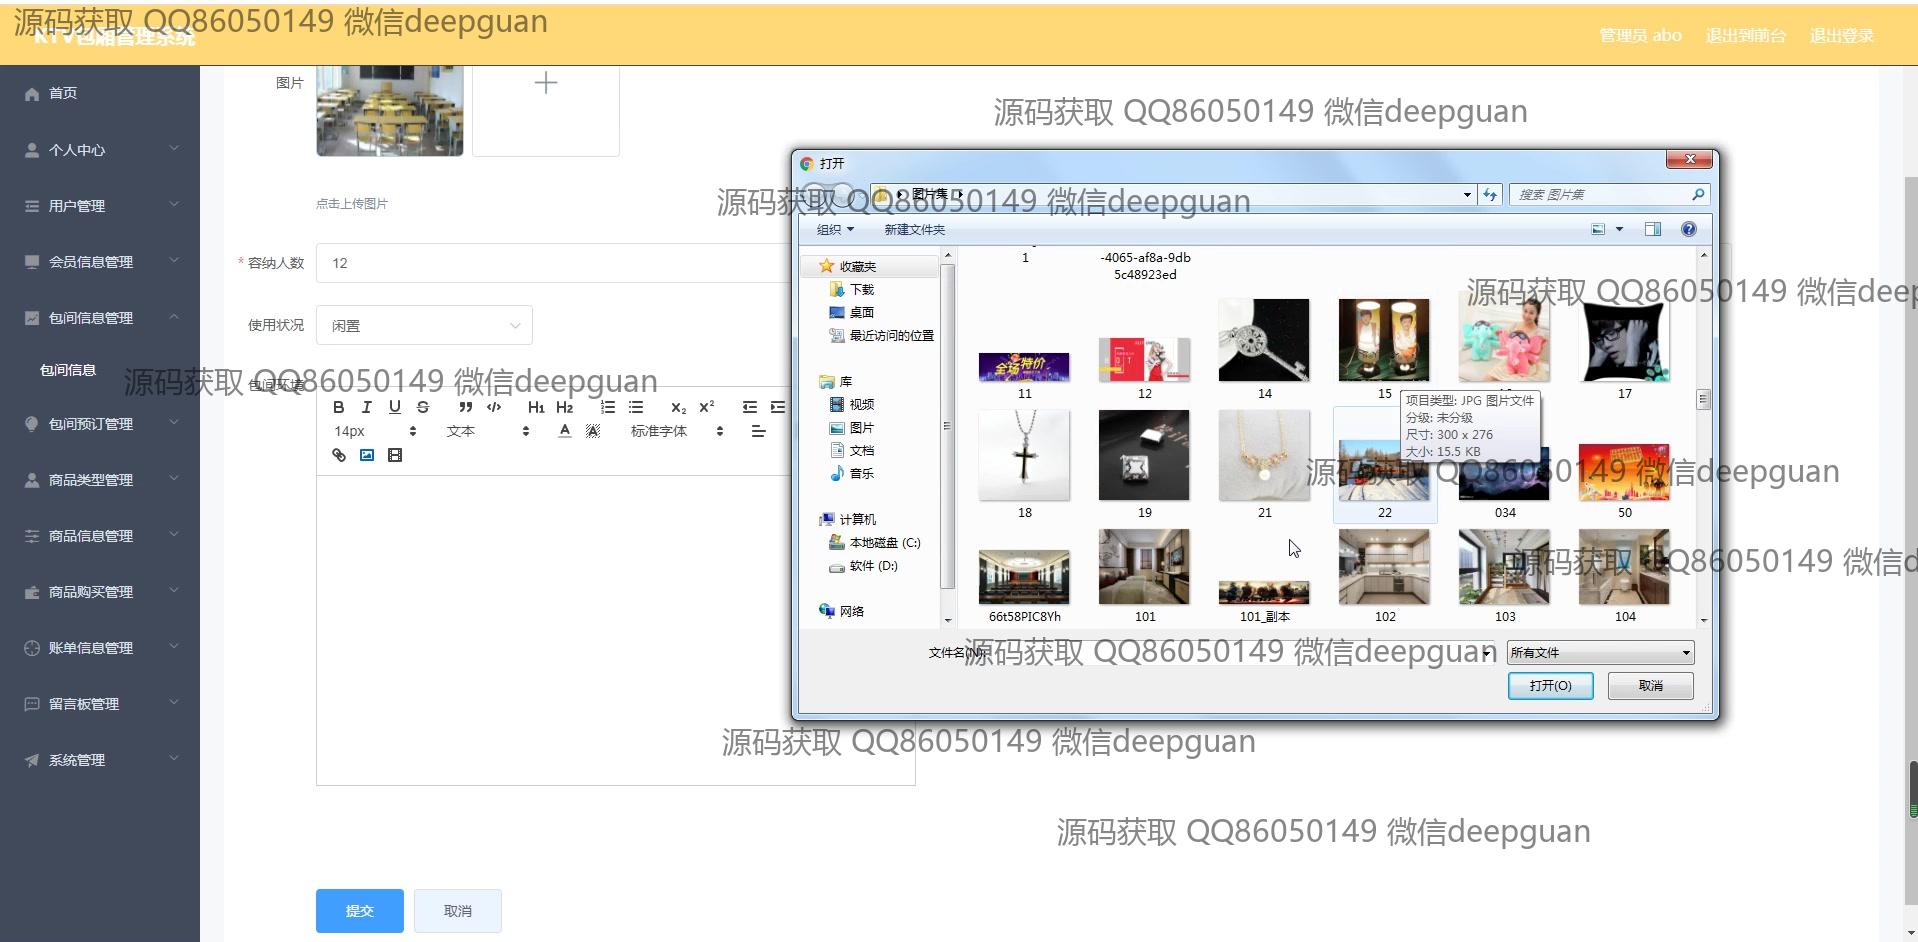 源码获取 QQ86050149 微信deepguan
KTV包厢管理系统
管理员 abo
退出到前台
退出登录
首页
个人中心
用户管理
会员信息管理
包间信息管理
包间信息
包间预订管理
商品类型管理
商品信息管理
商品购买管理
账单信息管理
留言板管理
系统管理
图片
源码获取 QQ86050149 微信deepguan
点击上传图片
* 容纳人数
12
使用状况
闲置
包间环境
源码获取 QQ86050149 微信deepguan
B I U S ” </> H1 H2 x₂ x²
14px
文本
标准字体
提交
取消
打开
源码获取 QQ86050149 微信deepguan
图片集
搜索 图片集
组织
新建文件夹
收藏夹
下载
桌面
最近访问的位置
库
视频
图片
文档
音乐
计算机
本地磁盘 (C:)
软件 (D:)
网络
1
-4065-af8a-9db
5c48923ed
源码获取 QQ86050149 微信deep
全场特价
11
12
14
15
17
项目类型: JPG 图片文件
分级: 未分级
尺寸: 300 x 276
大小: 15.5 KB
源码获取 QQ86050149 微信deepguan
18
19
21
22
034
50
源码获取 QQ86050149 微信d
66t58PIC8Yh
101
101_副本
102
103
104
文件名(N):
源码获取 QQ86050149 微信deepguan
所有文件
打开(O)
取消
源码获取 QQ86050149 微信deepguan
源码获取 QQ86050149 微信deepguan